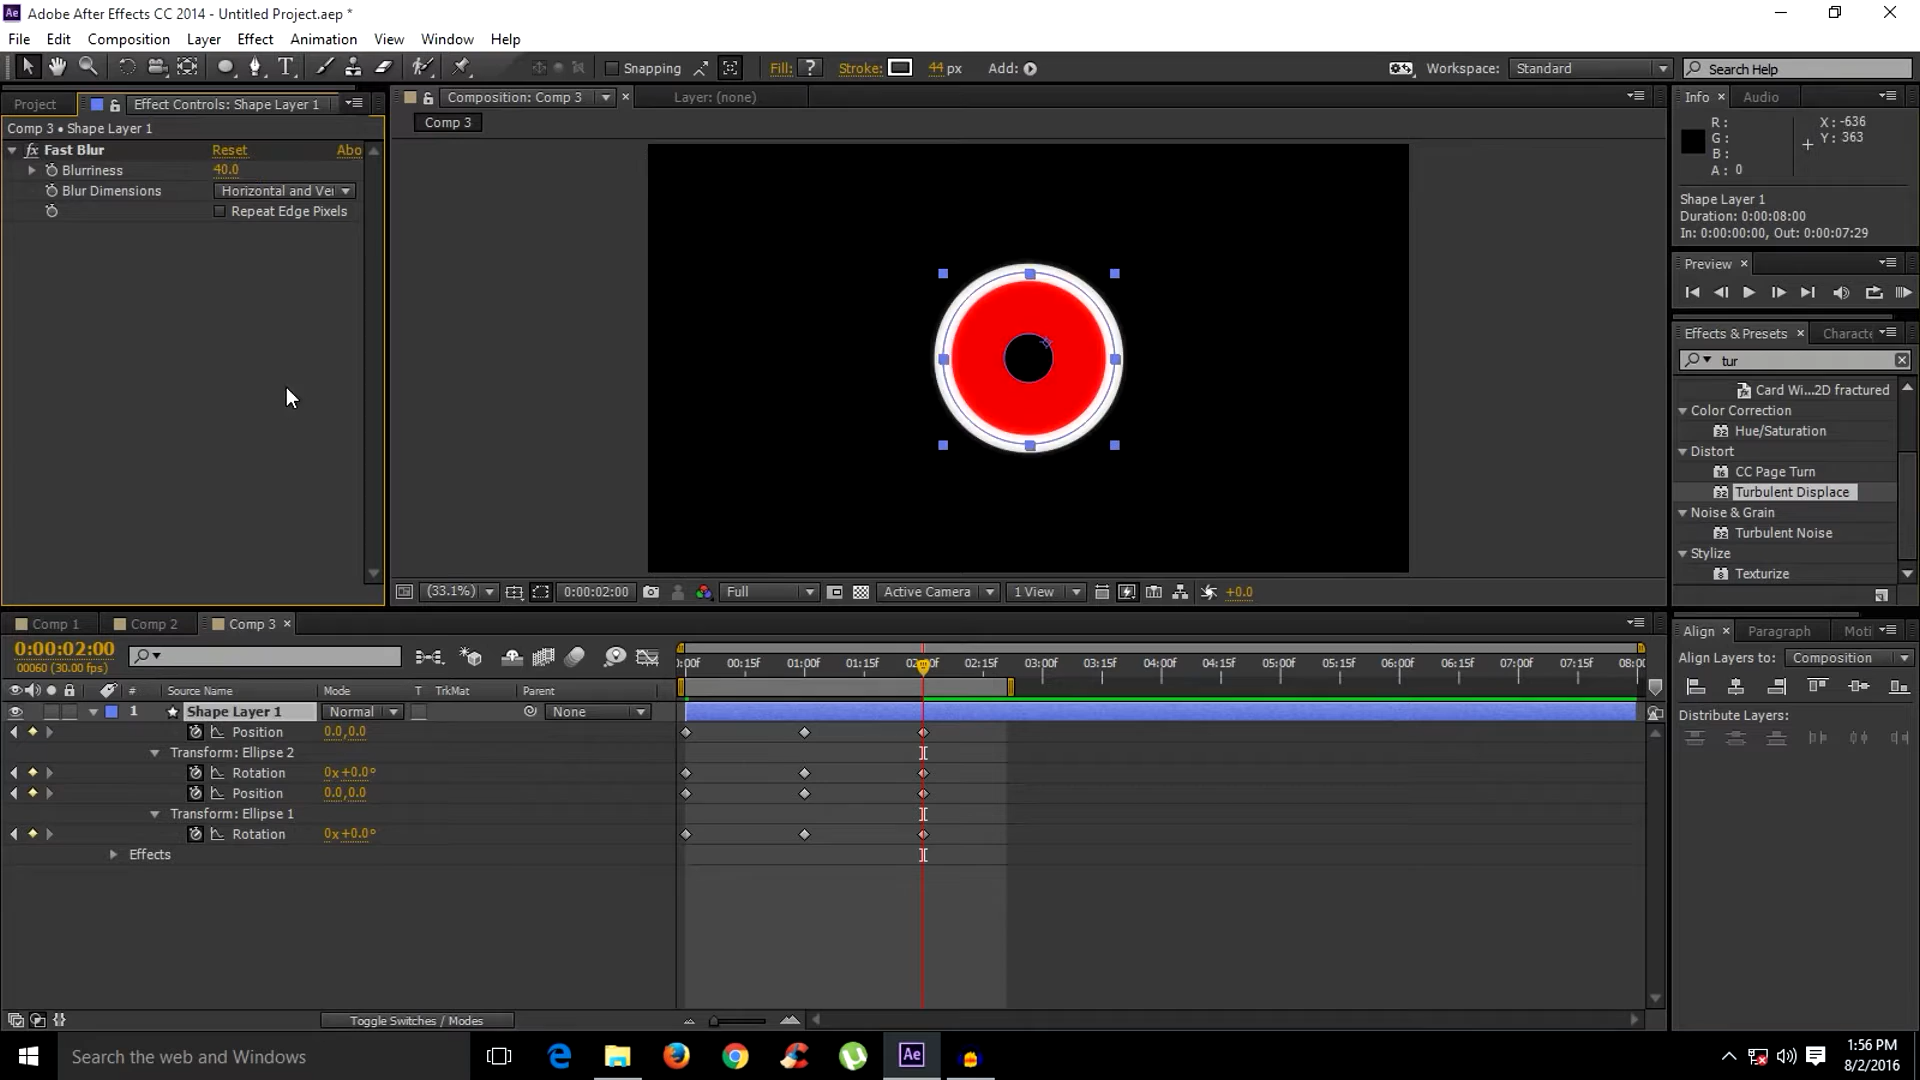 Ae Adobe After Effects CC 2014 - Untitled Project.aep *
File Edit Composition Layer Effect Animation View Window Help
T Snapping Fill: ? Stroke: 44 px Add: Workspace: Standard Search Help
Project Effect Controls: Shape Layer 1
Comp 3 • Shape Layer 1
fx Fast Blur Reset Abo
Blurriness 40.0
Blur Dimensions Horizontal and Ver
Repeat Edge Pixels
Composition: Comp 3 Layer: (none)
Comp 3
(33.1%) 0:00:02:00 Full Active Camera 1 View +0.0
Info Audio
R: X: -636
G: Y: 363
B:
A: 0
Shape Layer 1
Duration: 0:00:08:00
In: 0:00:00:00, Out: 0:00:07:29
Preview
Effects & Presets Characte
tur
Card Wi...2D fractured
Color Correction
32 Hue/Saturation
Distort
16 CC Page Turn
32 Turbulent Displace
Noise & Grain
32 Turbulent Noise
Stylize
8 Texturize
Comp 1 Comp 2 Comp 3
0:00:02:00
00060 (30.00 fps)
0:00f 00:15f 01:00f 01:15f 02:00f 02:15f 03:00f 03:15f 04:00f 04:15f 05:00f 05:15f 06:00f 06:15f 07:00f 07:15f 08:0
# Source Name Mode T TrkMat Parent
1 Shape Layer 1 Normal None
Position 0.0,0.0
Transform: Ellipse 2
Rotation 0x+0.0°
Position 0.0,0.0
Transform: Ellipse 1
Rotation 0x+0.0°
Effects
Toggle Switches / Modes
Align Paragraph Moti
Align Layers to: Composition
Distribute Layers:
Search the web and Windows
Ae
1:56 PM
8/2/2016